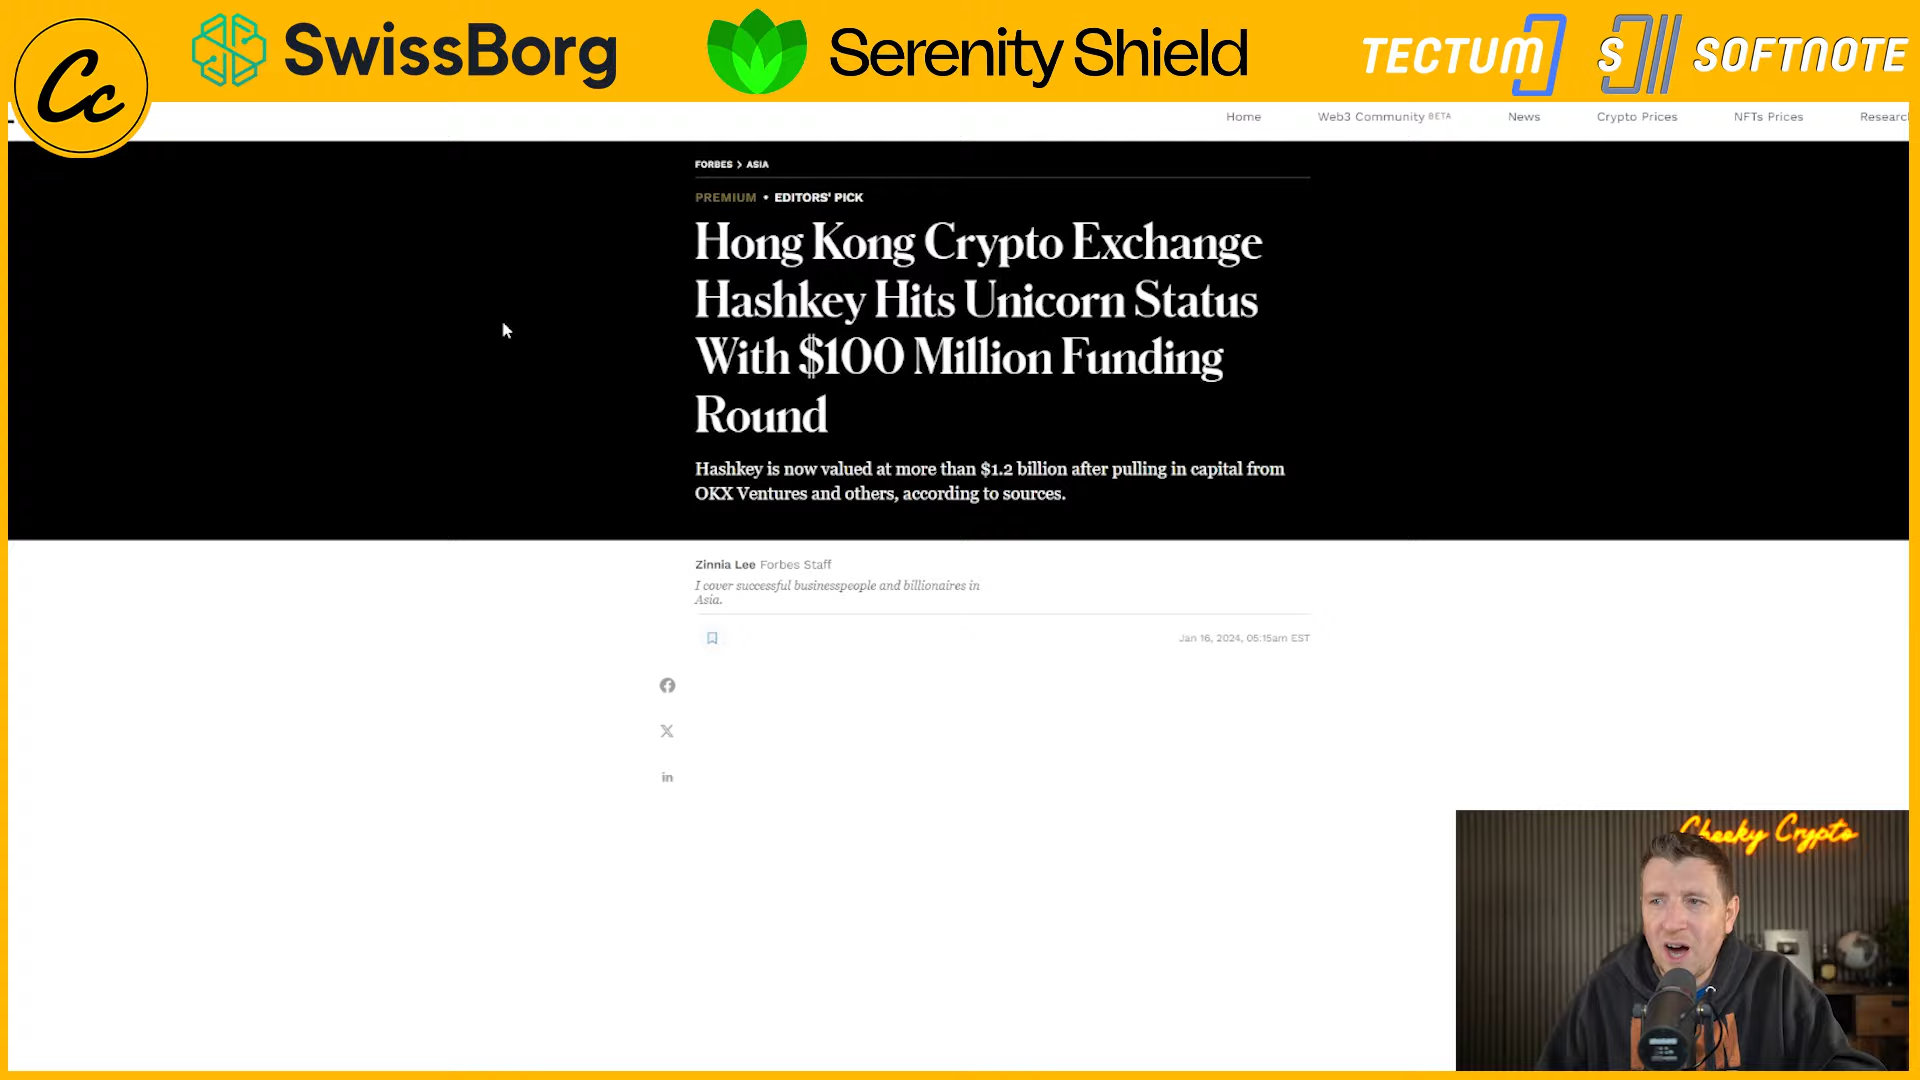 Cc
SwissBorg
Serenity Shield
TECTUM
S
SOFTNOTE
Home
Web3 Community BETA
News
Crypto Prices
NFTs Prices
Researc
FORBES > ASIA
PREMIUM • EDITORS' PICK
Hong Kong Crypto Exchange
Hashkey Hits Unicorn Status
With $100 Million Funding
Round
Hashkey is now valued at more than $1.2 billion after pulling in capital from
OKX Ventures and others, according to sources.
Zinnia Lee Forbes Staff
I cover successful businesspeople and billionaires in
Asia.
Jan 16, 2024, 05:15am EST
in
Cheeky Crypto